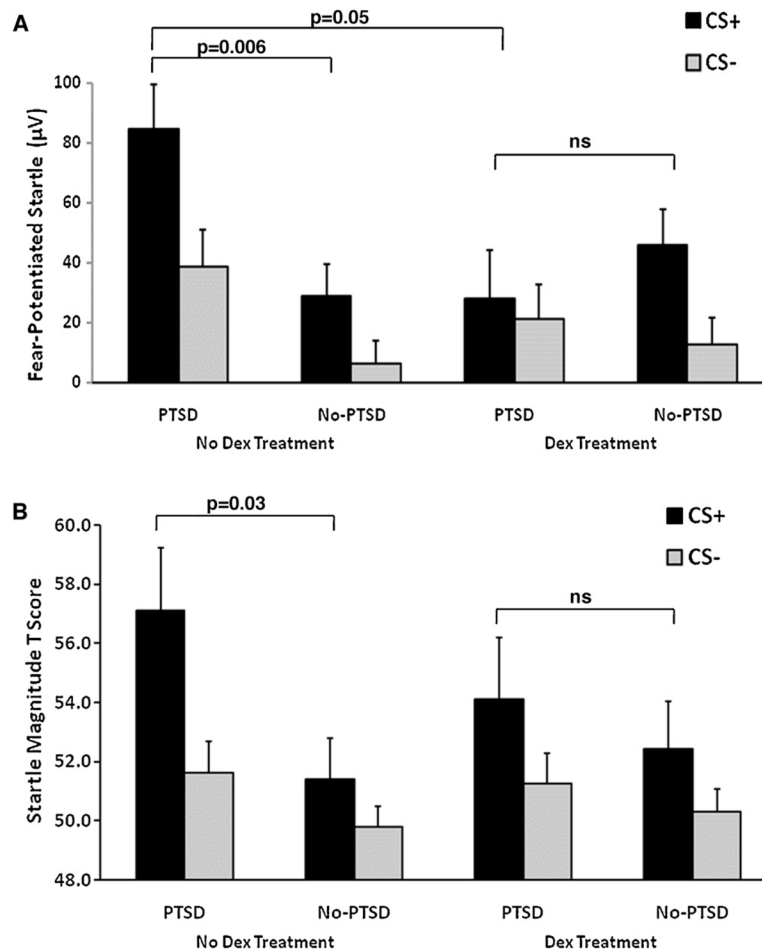 A
p=0.05
CS+
p=0.006
CS-
Fear-Potentiated Startle (µV)
100
80
60
40
20
0
ns
PTSD No-PTSD PTSD No-PTSD
No Dex Treatment Dex Treatment
B
p=0.03
CS+
CS-
Startle Magnitude T Score
60.0
58.0
56.0
54.0
52.0
50.0
48.0
ns
PTSD No-PTSD PTSD No-PTSD
No Dex Treatment Dex Treatment